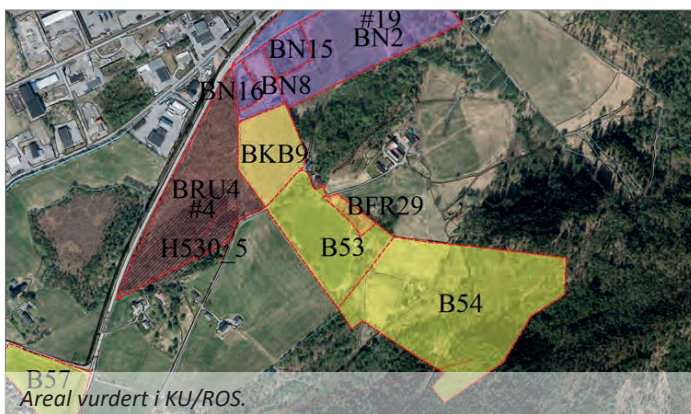 #19
BN15
BN2
BN8
BN16
BKB9
BRU4
#4
BFR29
H530_5
B53
B54
B57
Areal vurdert i KU/ROS.